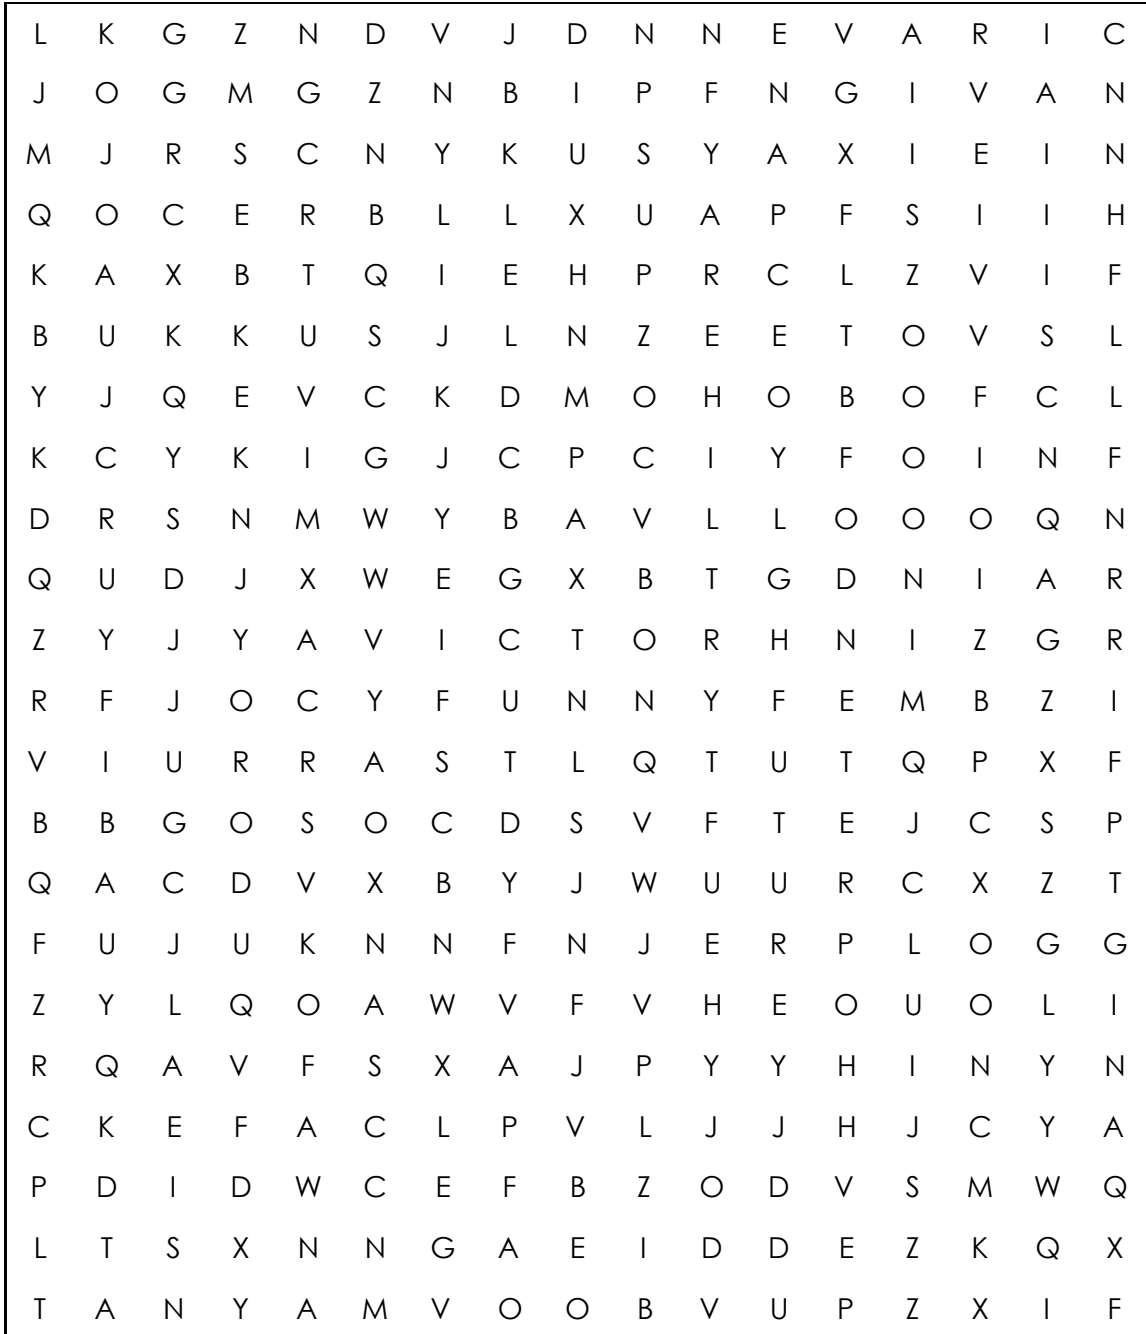 L K G Z N D V J D N N E V A R I C
J O G M G Z N B I P F N G I V A N
M J R S C N Y K U S Y A X I E I N
Q O C E R B L L X U A P F S I I H
K A X B T Q I E H P R C L Z V I F
B U K K U S J L N Z E E T O V S L
Y J Q E V C K D M O H O B O F C L
K C Y K I G J C P C I Y F O I N F
D R S N M W Y B A V L L O O O Q N
Q U D J X W E G X B T G D N I A R
Z Y J Y A V I C T O R H N I Z G R
R F J O C Y F U N N Y F E M B Z I
V I U R R A S T L Q T U T Q P X F
B B G O S O C D S V F T E J C S P
Q A C D V X B Y J W U U R C X Z T
F U J U K N N F N J E R P L O G G
Z Y L Q O A W V F V H E O U O L I
R Q A V F S X A J P Y Y H I N Y N
C K E F A C L P V L J J H J C Y A
P D I D W C E F B Z O D V S M W Q
L T S X N N G A E I D D E Z K Q X
T A N Y A M V O O B V U P Z X I F